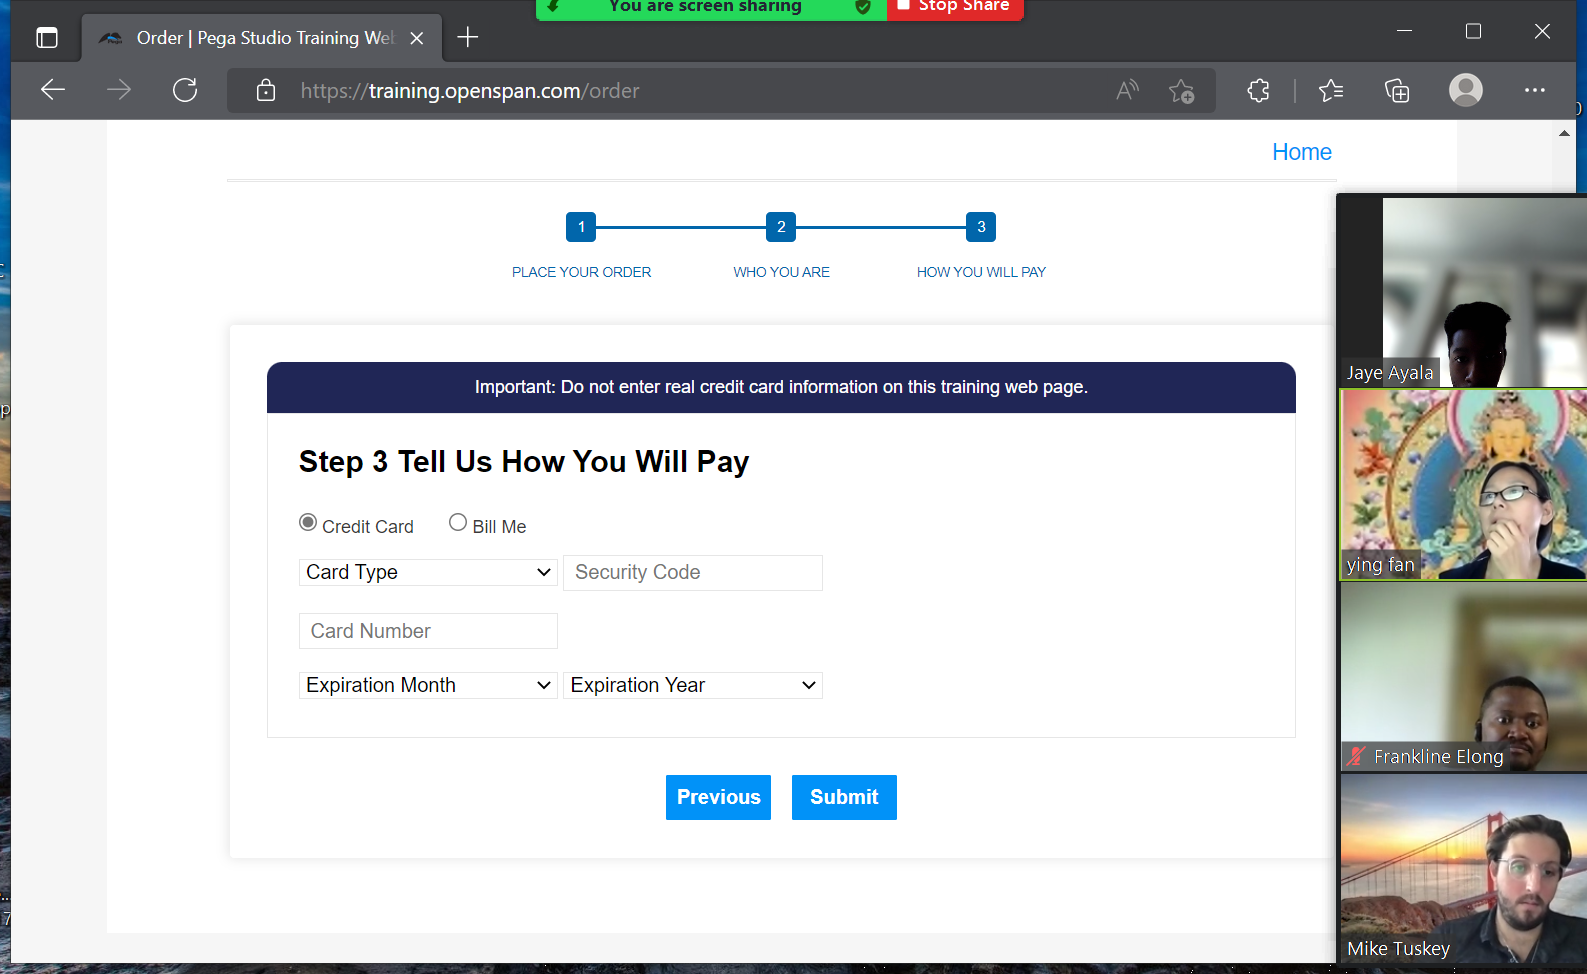 You are screen sharing
Stop Share
Order | Pega Studio Training Web
https://training.openspan.com/order
Home
1
2
3
PLACE YOUR ORDER
WHO YOU ARE
HOW YOU WILL PAY
Important: Do not enter real credit card information on this training web page.
Step 3 Tell Us How You Will Pay
Credit Card
Bill Me
Card Type
Security Code
Card Number
Expiration Month
Expiration Year
Previous
Submit
Jaye Ayala
ying fan
Frankline Elong
Mike Tuskey